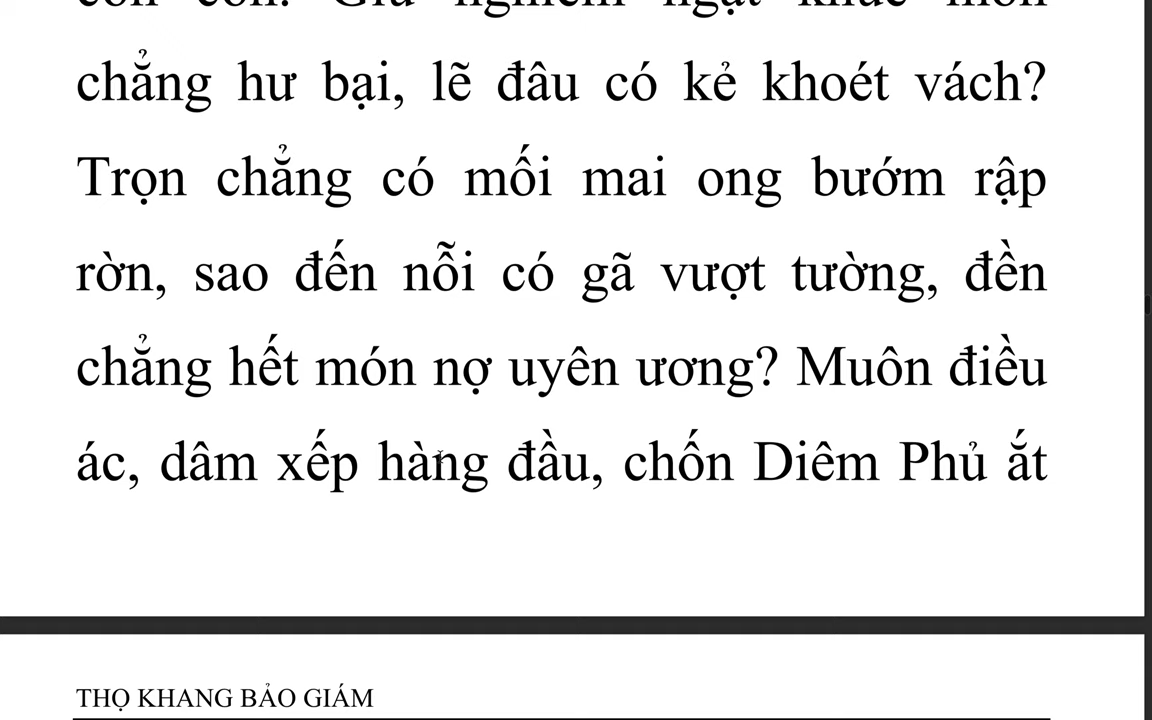 chẳng hư bại, lẽ đâu có kẻ khoét vách?
Trọn chẳng có mối mai ong bướm rập
rờn, sao đến nỗi có gã vượt tường, đền
chẳng hết món nợ uyên ương? Muôn điều
ác, dâm xếp hàng đầu, chốn Diêm Phủ ắt
THỌ KHANG BẢO GIÁM